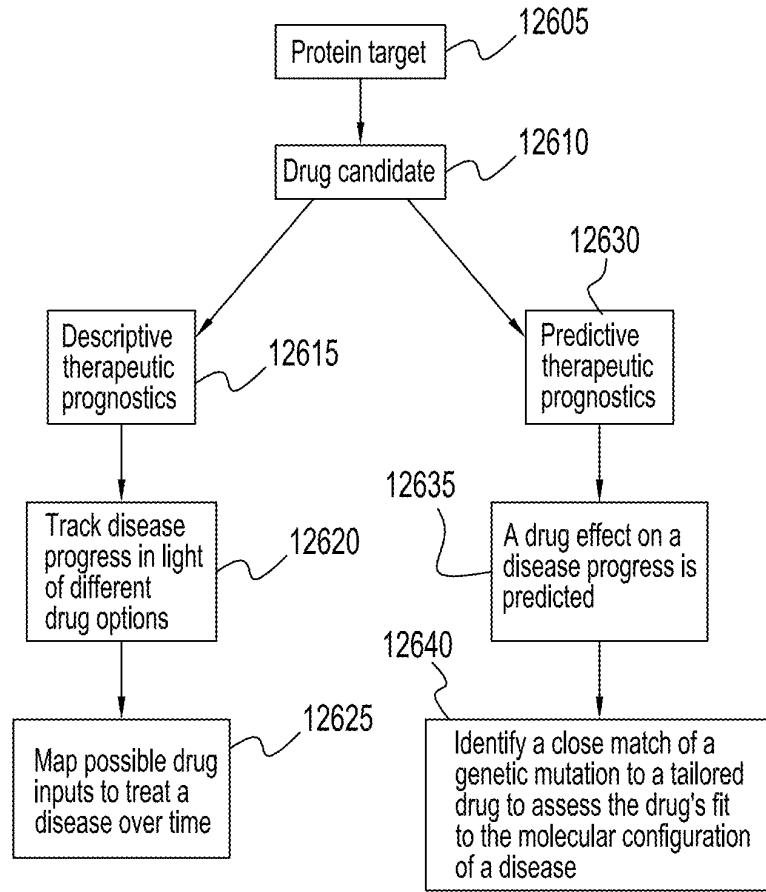 12605
Protein target
12610
Drug candidate
12630
Descriptive
therapeutic
prognostics
12615
Predictive
therapeutic
prognostics
12635
Track disease
progress in light
of different
drug options
12620
A drug effect on a
disease progress is
predicted
12640
12625
Map possible drug
inputs to treat a
disease over time
Identify a close match of a
genetic mutation to a tailored
drug to assess the drug's fit
to the molecular configuration
of a disease